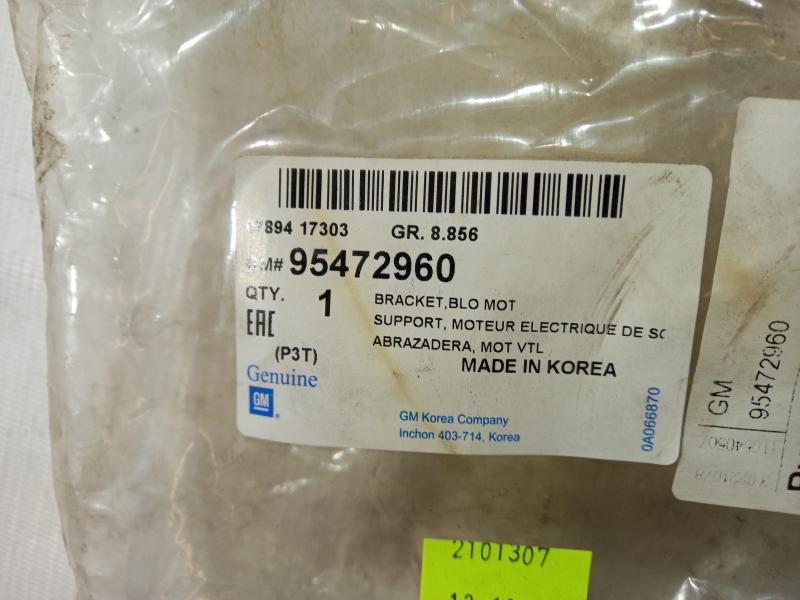 17303 GR. 8.856
GM# 95472960
QTY. 1
BRACKET,BLO MOT
SUPPORT, MOTEUR ELECTRIQUE DE SO
ABRAZADERA, MOT VTL
EAC
(P3T)
MADE IN KOREA
Genuine
GM
GM Korea Company
Inchon 403-714, Korea
0A066870
GM
95472960
2101307